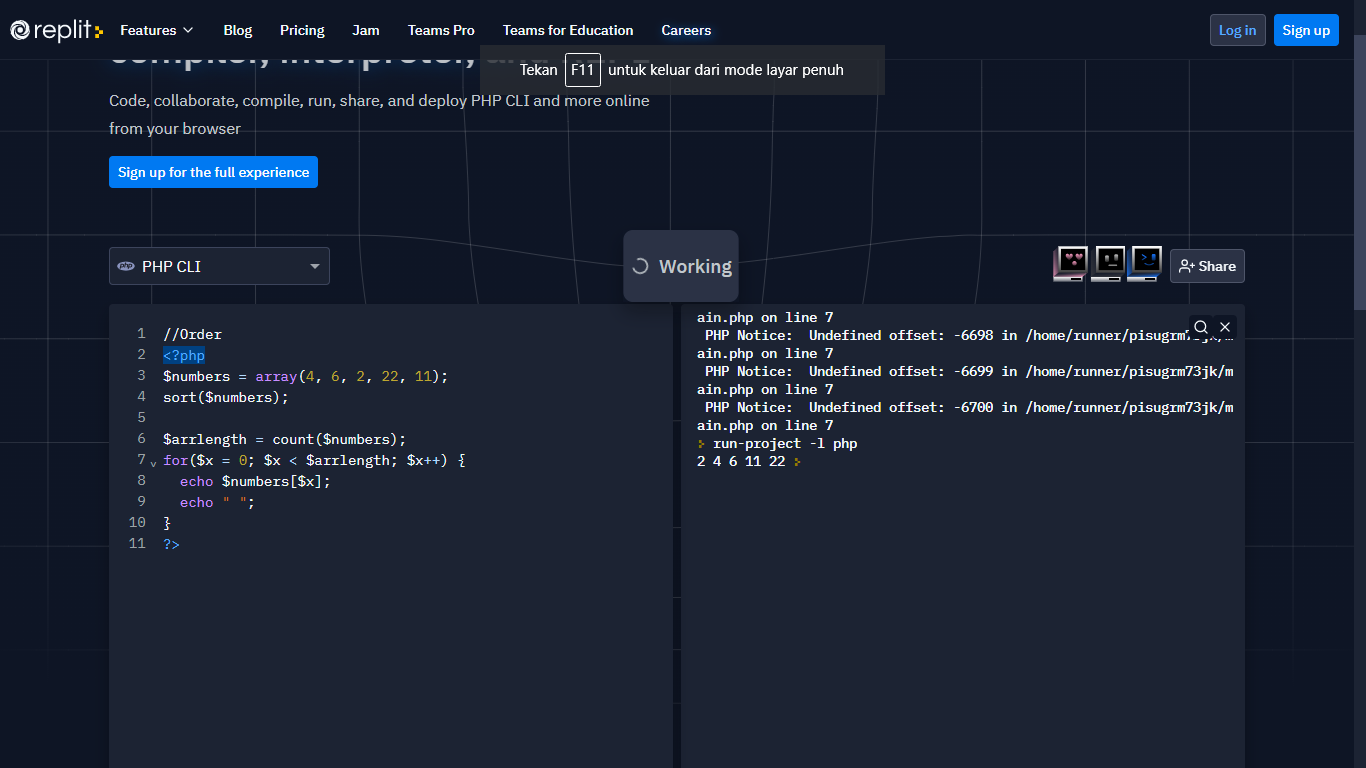 replit
Features
Blog
Pricing
Jam
Teams Pro
Teams for Education
Careers
Log in
Sign up
Tekan F11 untuk keluar dari mode layar penuh
Code, collaborate, compile, run, share, and deploy PHP CLI and more online
from your browser
Sign up for the full experience
Working
php PHP CLI
Share
1 //Order
2 <?php
3 $numbers = array(4, 6, 2, 22, 11);
4 sort($numbers);
5
6 $arrlength = count($numbers);
7 for($x = 0; $x < $arrlength; $x++) {
8 echo $numbers[$x];
9 echo " ";
10 }
11 ?>
ain.php on line 7
PHP Notice:  Undefined offset: -6698 in /home/runner/pisugrm73jk/m
ain.php on line 7
PHP Notice:  Undefined offset: -6699 in /home/runner/pisugrm73jk/m
ain.php on line 7
PHP Notice:  Undefined offset: -6700 in /home/runner/pisugrm73jk/m
ain.php on line 7
run-project -l php
2 4 6 11 22